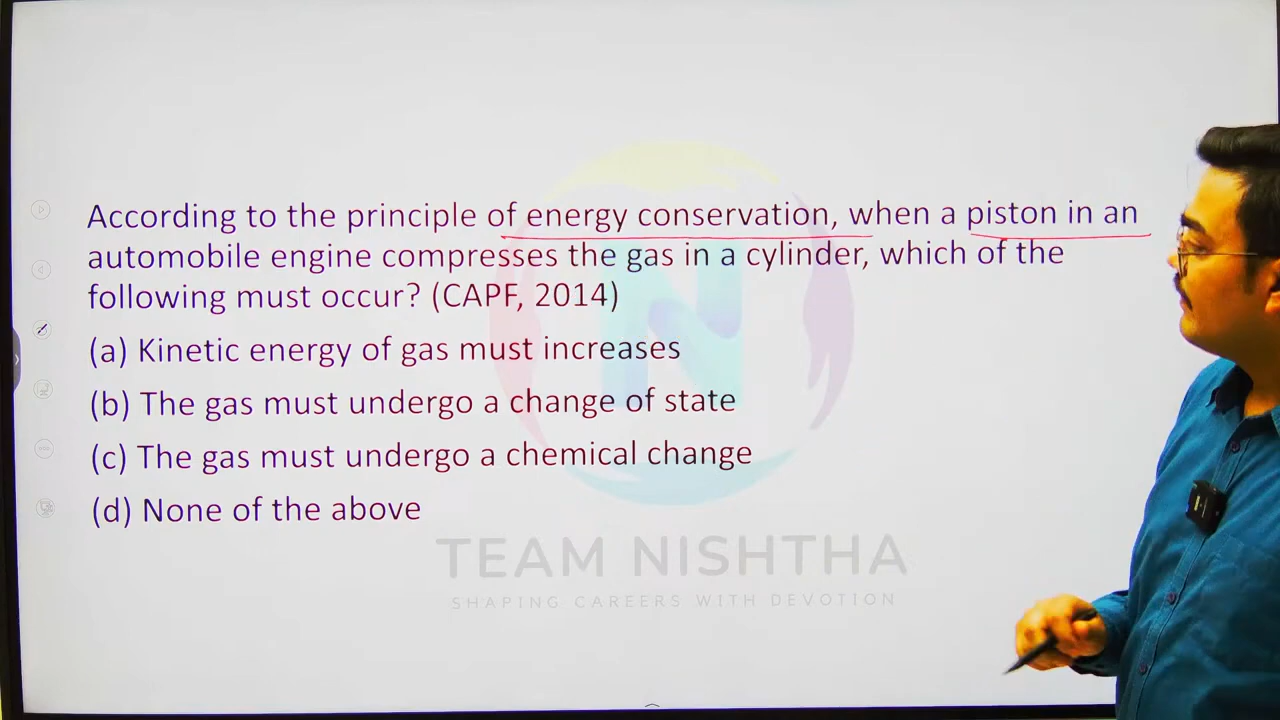 According to the principle of energy conservation, when a piston in an
automobile engine compresses the gas in a cylinder, which of the
following must occur? (CAPF, 2014)
(a) Kinetic energy of gas must increases
(b) The gas must undergo a change of state
(c) The gas must undergo a chemical change
(d) None of the above
TEAM NISHTHA
SHAPING CAREERS WITH DEVOTION